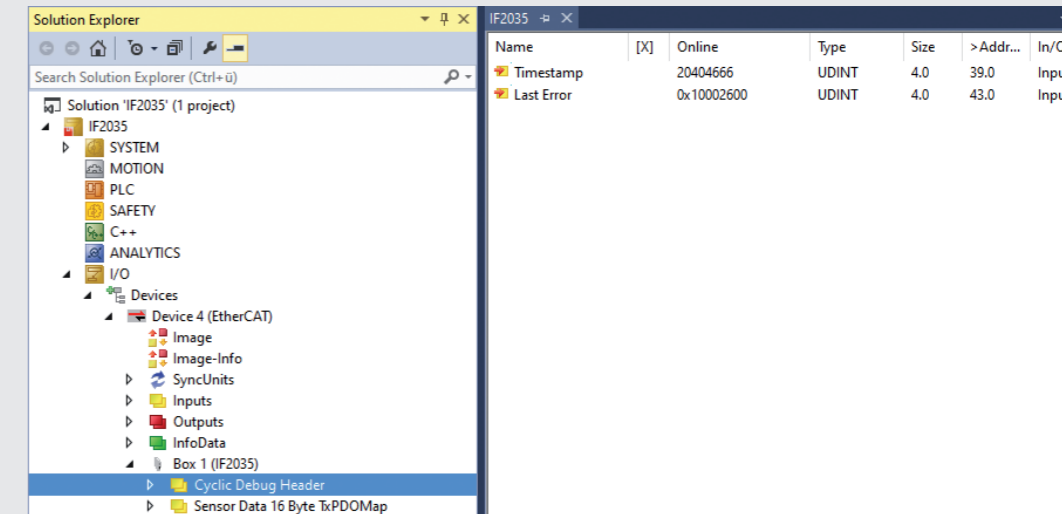 Solution Explorer
Search Solution Explorer (Ctrl+ü)
Solution 'IF2035' (1 project)
IF2035
SYSTEM
MOTION
PLC
SAFETY
C++
ANALYTICS
I/O
Devices
Device 4 (EtherCAT)
Image
Image-Info
SyncUnits
Inputs
Outputs
InfoData
Box 1 (IF2035)
Cyclic Debug Header
Sensor Data 16 Byte TxPDOMap
IF2035
Name [X] Online Type Size >Addr... In/O
Timestamp 20404666 UDINT 4.0 39.0 Inpu
Last Error 0x10002600 UDINT 4.0 43.0 Inpu